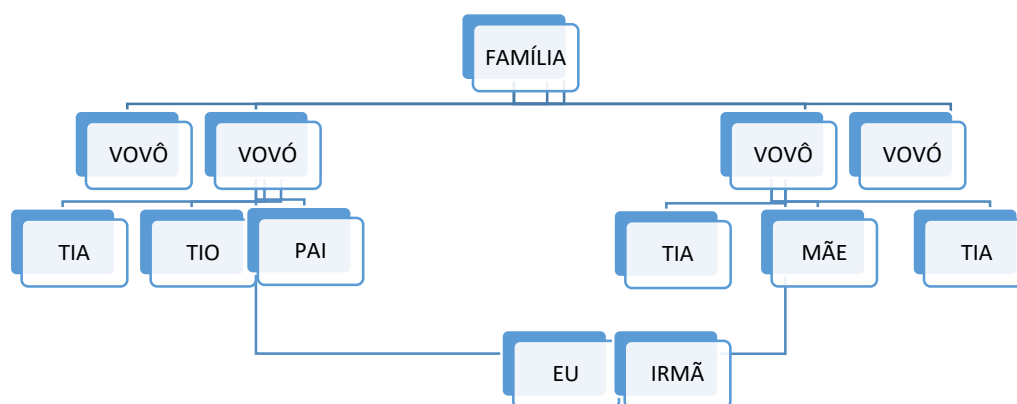 FAMÍLIA
VOVÔ
VOVÓ
VOVÔ
VOVÓ
TIA
TIO
PAI
TIA
MÃE
TIA
EU
IRMÃ